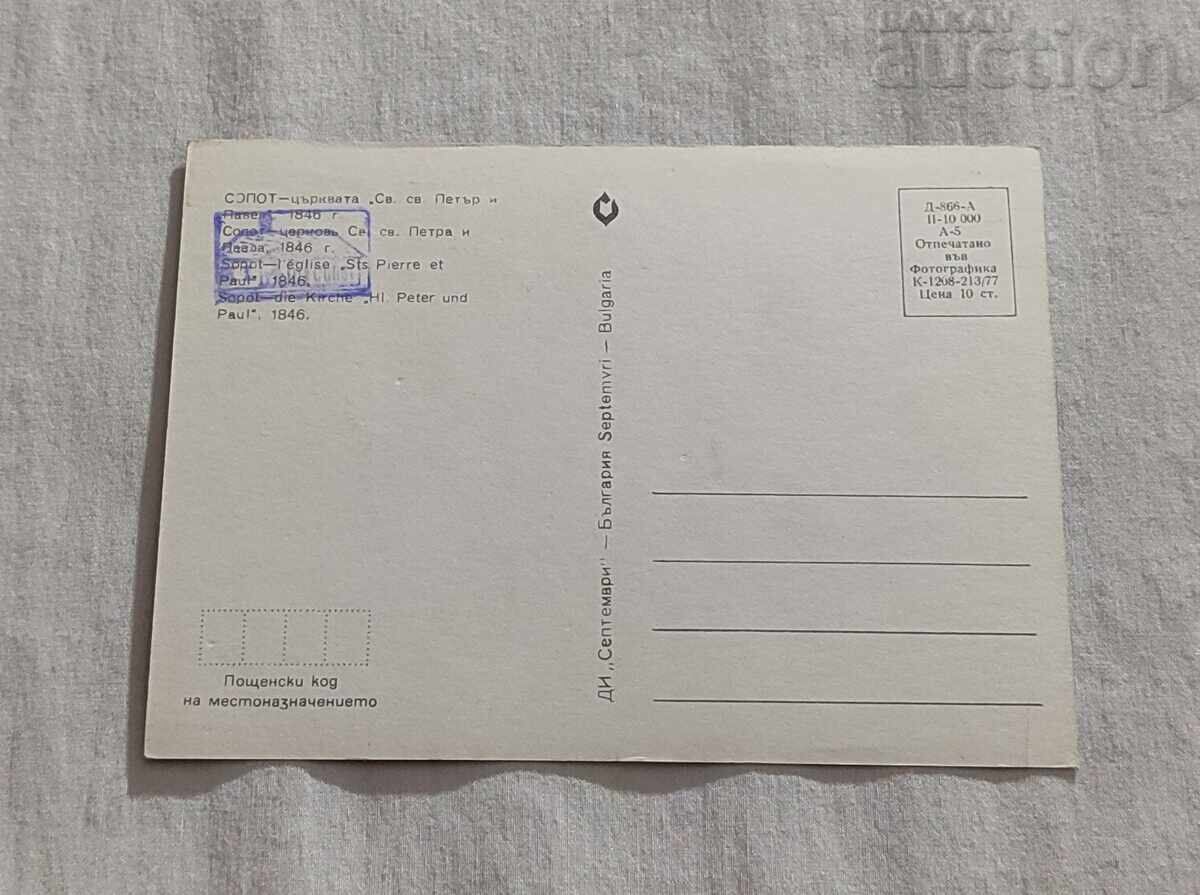 BALKAN
auction
СОПОТ—църквата „Св. св. Петър и
Павел", 1846 г.
Сопот—церковь Св. св. Петра и
Павла, 1846 г.
Sopot—l'église „Sts Pierre et
Paul", 1846.
Sopot—die Kirche „Hl. Peter und
Paul", 1846.
Пощенски код
на местоназначението
ДИ „Септември" — България Septemvri — Bulgaria
Д-866-А
II-10 000
А-5
Отпечатано
във
Фотографика
К-1208-213/77
Цена 10 ст.